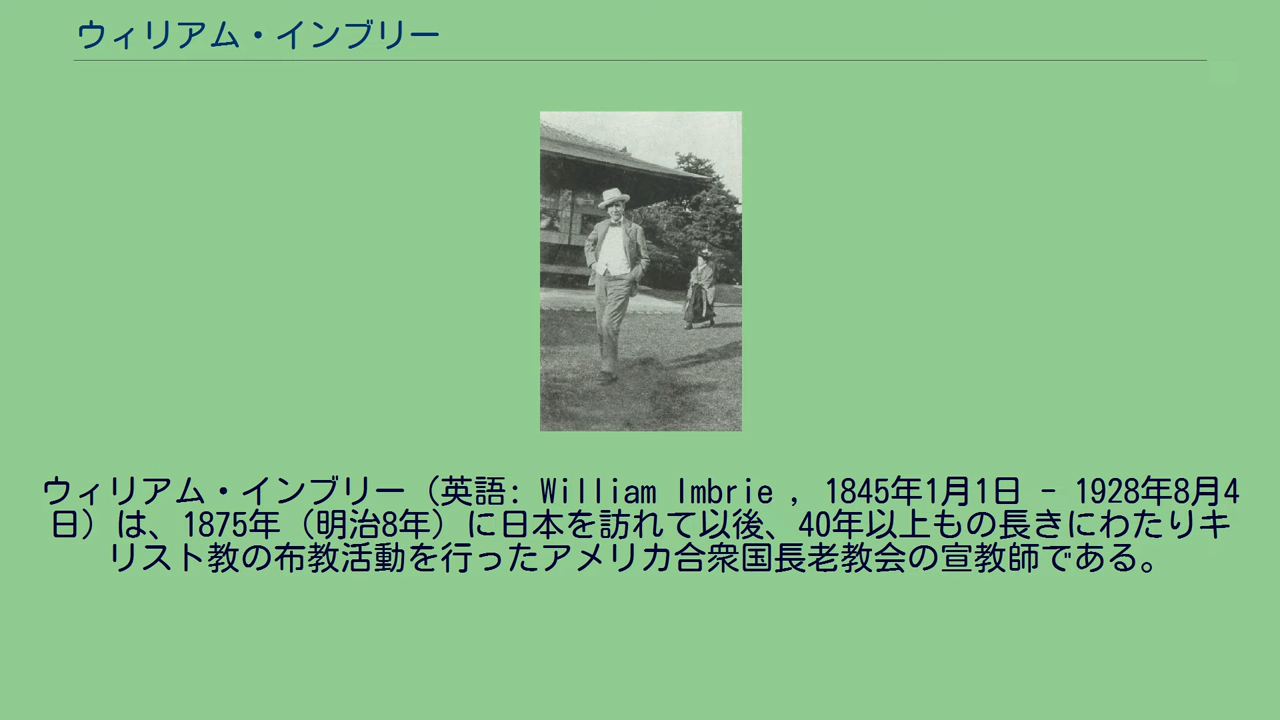 ウィリアム・インブリー
ウィリアム・インブリー（英語: William Imbrie , 1845年1月1日 - 1928年8月4
日）は、1875年（明治8年）に日本を訪れて以後、40年以上もの長きにわたりキ
リスト教の布教活動を行ったアメリカ合衆国長老教会の宣教師である。